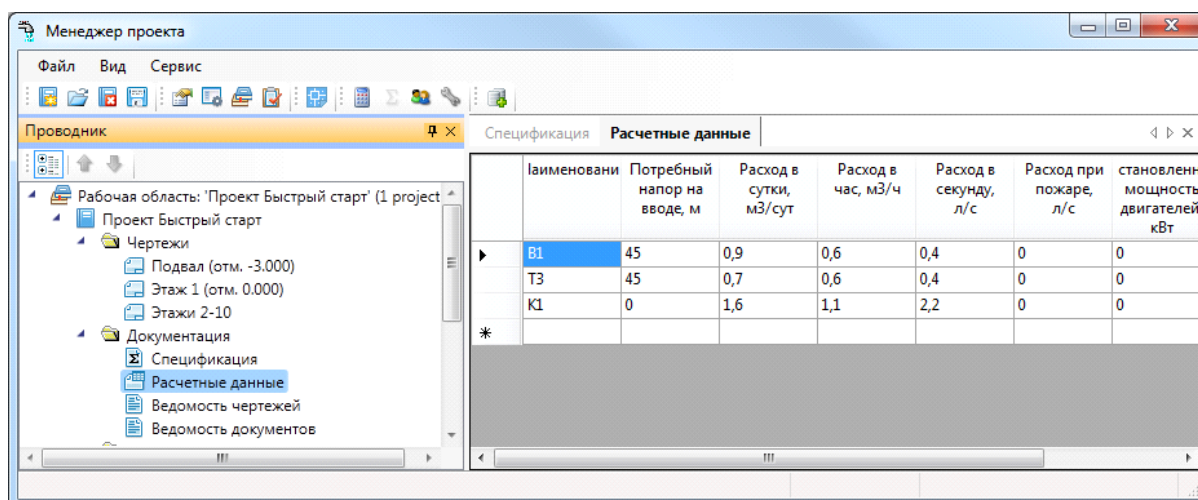 Менеджер проекта
Файл Вид Сервис
Проводник
Рабочая область: 'Проект Быстрый старт' (1 project
Проект Быстрый старт
Чертежи
Подвал (отм. -3.000)
Этаж 1 (отм. 0.000)
Этажи 2-10
Документация
Спецификация
Расчетные данные
Ведомость чертежей
Ведомость документов
Спецификация Расчетные данные
Іаименовани Потребный напор на вводе, м Расход в сутки, м3/сут Расход в час, м3/ч Расход в секунду, л/с Расход при пожаре, л/с становленн мощность двигателей кВт
В1 45 0,9 0,6 0,4 0 0
Т3 45 0,7 0,6 0,4 0 0
К1 0 1,6 1,1 2,2 0 0